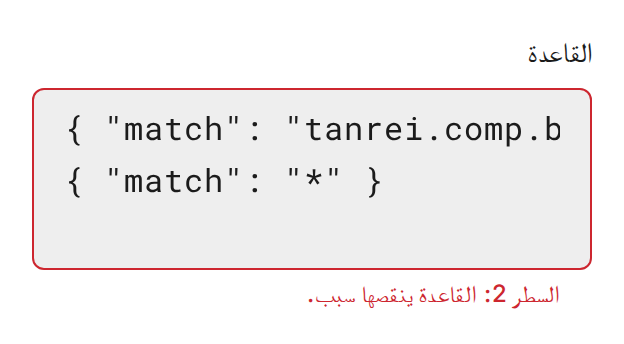 القاعدة
{ "match": "tanrei.comp.b
{ "match": "*" }
السطر 2: القاعدة ينقصها سبب.